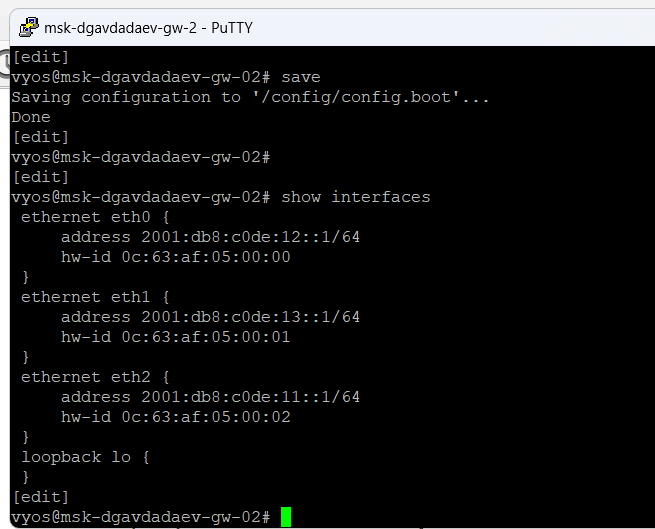 msk-dgavdadaev-gw-2 - PuTTY
[edit]
vyos@msk-dgavdadaev-gw-02# save
Saving configuration to '/config/config.boot'...
Done
[edit]
vyos@msk-dgavdadaev-gw-02#
[edit]
vyos@msk-dgavdadaev-gw-02# show interfaces
 ethernet eth0 {
     address 2001:db8:c0de:12::1/64
     hw-id 0c:63:af:05:00:00
 }
 ethernet eth1 {
     address 2001:db8:c0de:13::1/64
     hw-id 0c:63:af:05:00:01
 }
 ethernet eth2 {
     address 2001:db8:c0de:11::1/64
     hw-id 0c:63:af:05:00:02
 }
 loopback lo {
 }
[edit]
vyos@msk-dgavdadaev-gw-02#